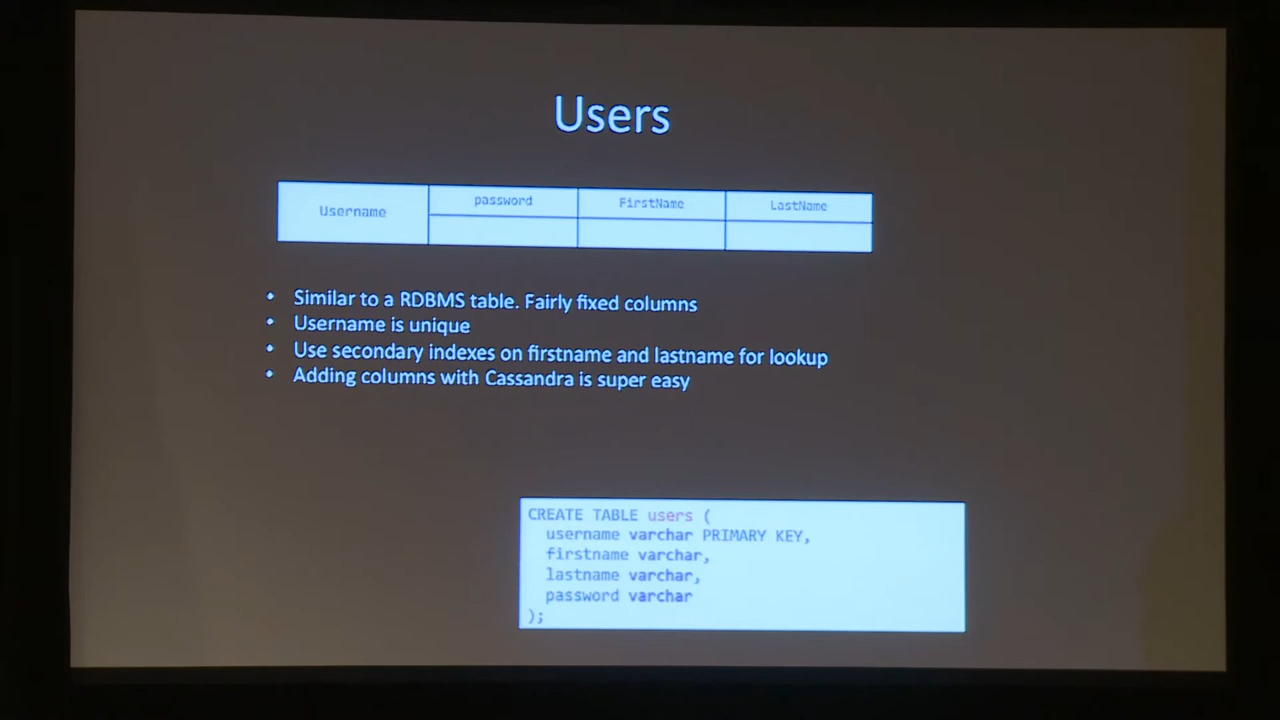 Users
Username
password
FirstName
LastName
• Similar to a RDBMS table. Fairly fixed columns
• Username is unique
• Use secondary indexes on firstname and lastname for lookup
• Adding columns with Cassandra is super easy
CREATE TABLE users (
username varchar PRIMARY KEY,
firstname varchar,
lastname varchar,
password varchar
);